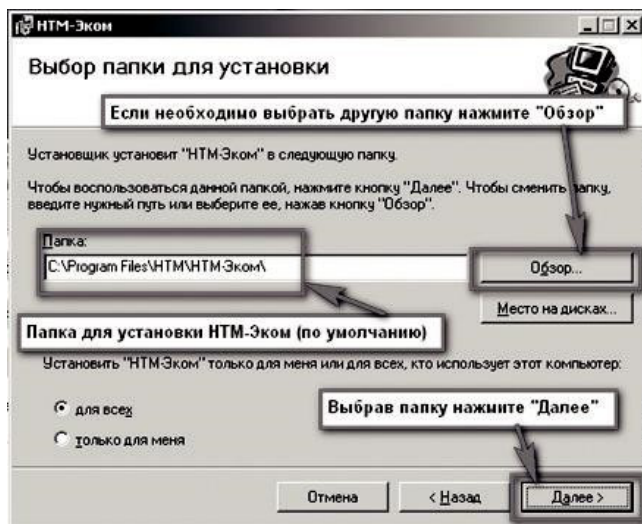 НТМ-Эком
Выбор папки для установки
Если необходимо выбрать другую папку нажмите "Обзор"
Установщик установит "НТМ-Эком" в следующую папку.
Чтобы воспользоваться данной папкой, нажмите кнопку "Далее". Чтобы сменить папку,
введите нужный путь или выберите ее, нажав кнопку "Обзор".
Папка:
C:\Program Files\НТМ\НТМ-Эком\
Обзор...
Место на дисках...
Папка для установки НТМ-Эком (по умолчанию)
Установить "НТМ-Эком" только для меня или для всех, кто использует этот компьютер:
для всех
Выбрав папку нажмите "Далее"
только для меня
Отмена
< Назад
Далее >